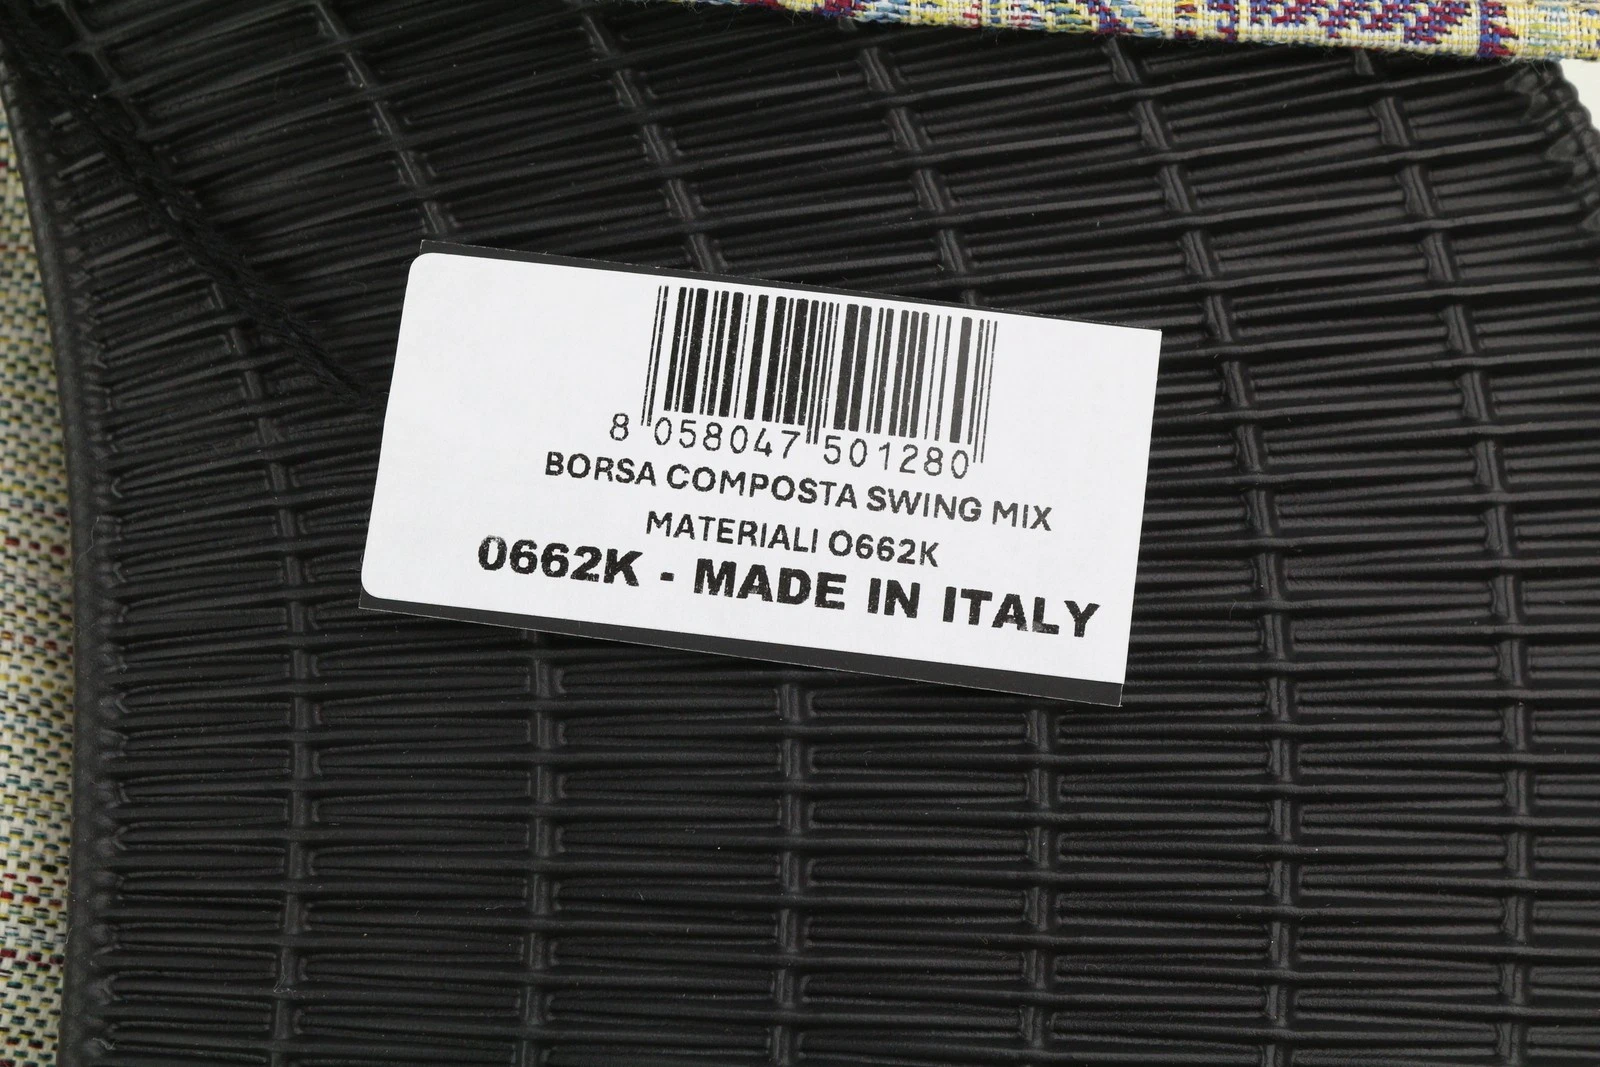 8 058047 501280
BORSA COMPOSTA SWING MIX
MATERIALI O662K
0662K - MADE IN ITALY